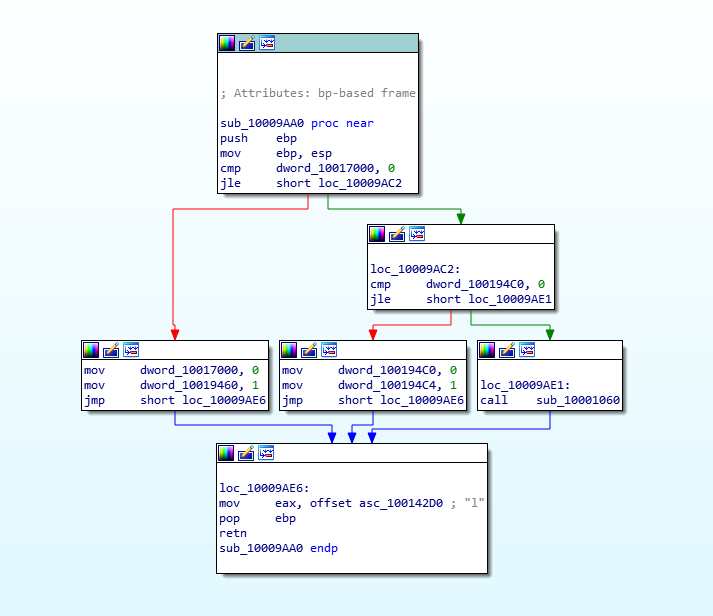 ; Attributes: bp-based frame
sub_10009AA0 proc near
push ebp
mov ebp, esp
cmp dword_10017000, 0
jle short loc_10009AC2
loc_10009AC2:
cmp dword_100194C0, 0
jle short loc_10009AE1
mov dword_10017000, 0
mov dword_10019460, 1
jmp short loc_10009AE6
mov dword_100194C0, 0
mov dword_100194C4, 1
jmp short loc_10009AE6
loc_10009AE1:
call sub_10001060
loc_10009AE6:
mov eax, offset asc_100142D0 ; "l"
pop ebp
retn
sub_10009AA0 endp